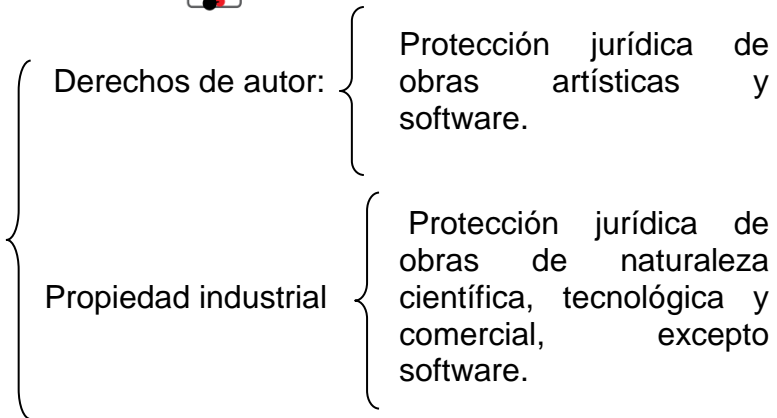 Derechos de autor:
Protección jurídica de
obras artísticas y
software.
Propiedad industrial
Protección jurídica de
obras de naturaleza
científica, tecnológica y
comercial, excepto
software.